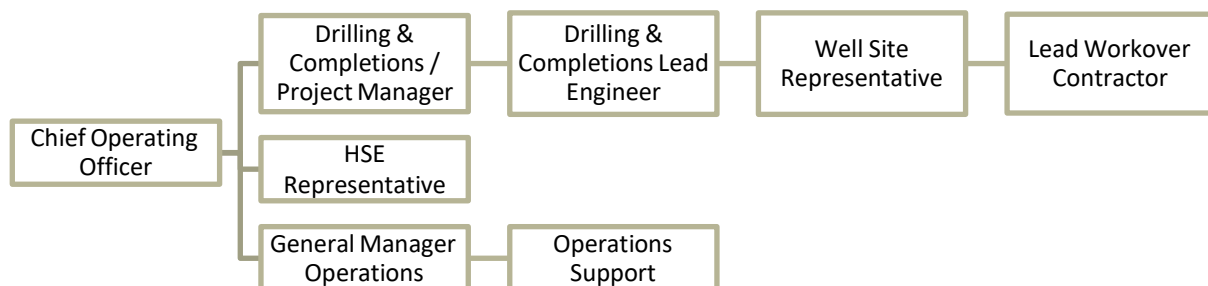 Drilling &
Completions /
Project Manager
Drilling &
Completions Lead
Engineer
Well Site
Representative
Lead Workover
Contractor
Chief Operating
Officer
HSE
Representative
General Manager
Operations
Operations
Support